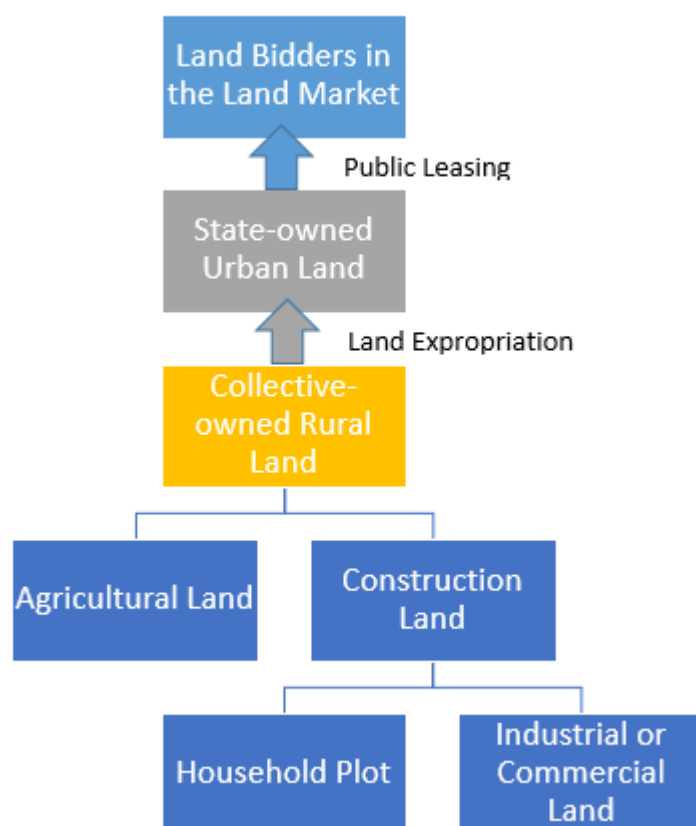 Land Bidders in
the Land Market
Public Leasing
State-owned
Urban Land
Land Expropriation
Collective-
owned Rural
Land
Agricultural Land
Construction
Land
Household Plot
Industrial or
Commercial
Land